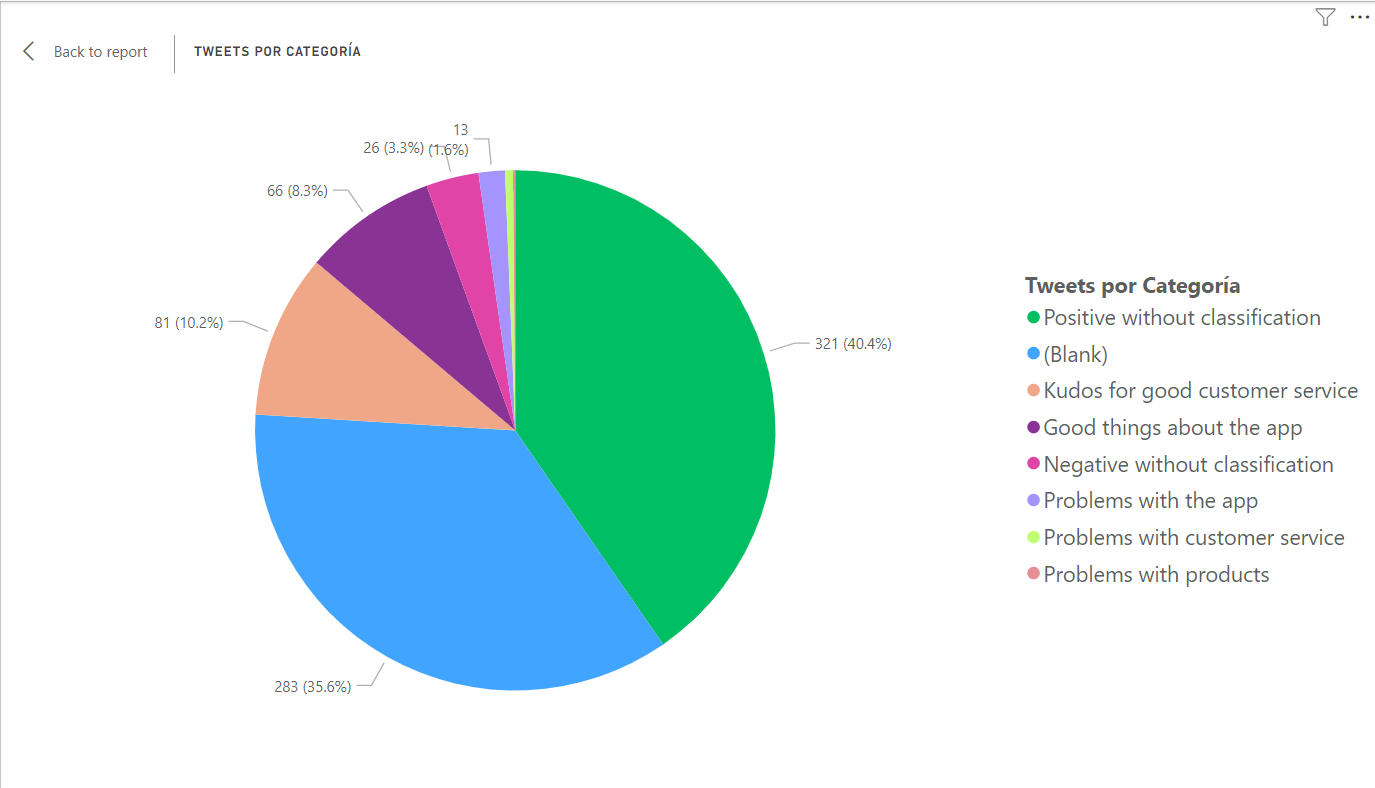 Back to report
TWEETS POR CATEGORÍA
13
(1.6%)
26 (3.3%)
66 (8.3%)
81 (10.2%)
321 (40.4%)
283 (35.6%)
Tweets por Categoría
Positive without classification
(Blank)
Kudos for good customer service
Good things about the app
Negative without classification
Problems with the app
Problems with customer service
Problems with products